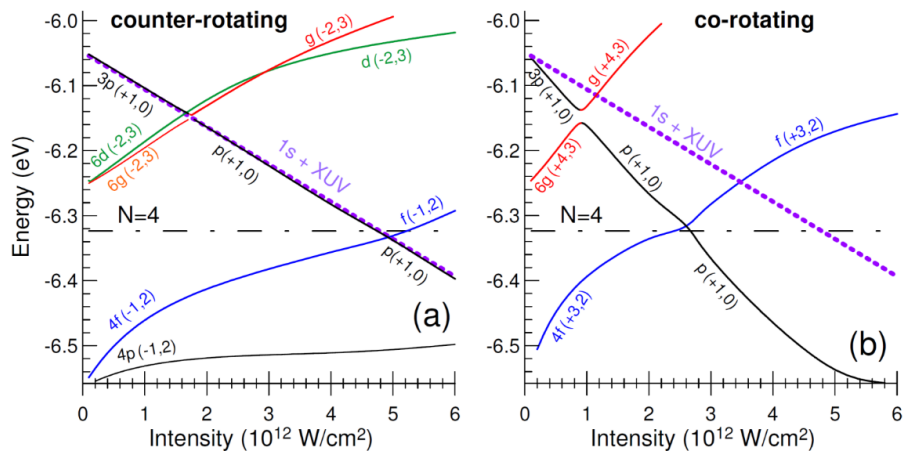 counter-rotating
co-rotating
Energy (eV)
-6.0
-6.1
-6.2
-6.3
-6.4
-6.5
0
1
2
3
4
5
6
Intensity (10¹² W/cm²)
3p (+1,0)
6d (-2,3)
6g (-2,3)
g (-2,3)
d (-2,3)
1s + XUV
p(+1,0)
N=4
f(-1,2)
p(+1,0)
4f (-1,2)
4p (-1,2)
(a)
-6.0
-6.1
-6.2
-6.3
-6.4
-6.5
0
1
2
3
4
5
6
Intensity (10¹² W/cm²)
3p (+1,0)
g (+4,3)
6g (+4,3)
p(+1,0)
1s + XUV
f(+3,2)
N=4
4f (+3,2)
p(+1,0)
(b)